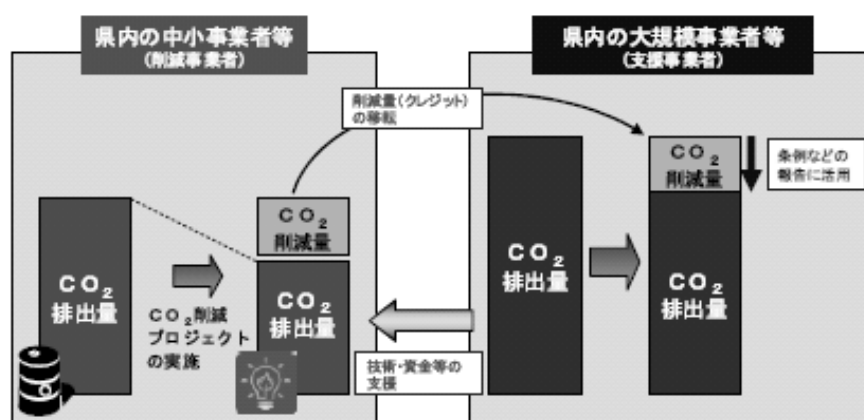 県内の中小事業者等
(削減事業者)
県内の大規模事業者等
(支援事業者)
削減量(クレジット)
の移転
CO₂
削減量
条例などの
報告に活用
CO₂
削減量
CO₂
排出量
CO₂削減
プロジェクト
の実施
CO₂
排出量
CO₂
排出量
CO₂
排出量
技術・資金等の
支援